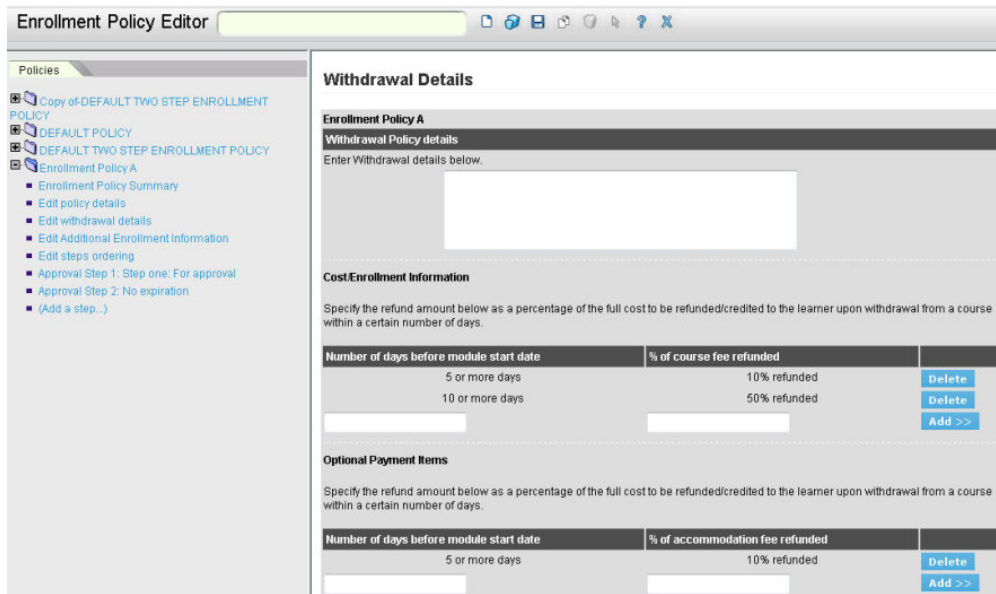 Enrollment Policy Editor
Policies
Copy of-DEFAULT TWO STEP ENROLLMENT
POLICY
DEFAULT POLICY
DEFAULT TWO STEP ENROLLMENT POLICY
Enrollment Policy A
Enrollment Policy Summary
Edit policy details
Edit withdrawal details
Edit Additional Enrollment Information
Edit steps ordering
Approval Step 1: Step one: For approval
Approval Step 2: No expiration
(Add a step...)
Withdrawal Details
Enrollment Policy A
Withdrawal Policy details
Enter Withdrawal details below.
Cost/Enrollment Information
Specify the refund amount below as a percentage of the full cost to be refunded/credited to the learner upon withdrawal from a course
within a certain number of days.
Number of days before module start date % of course fee refunded
5 or more days 10% refunded Delete
10 or more days 50% refunded Delete
Add >>
Optional Payment Items
Specify the refund amount below as a percentage of the full cost to be refunded/credited to the learner upon withdrawal from a course
within a certain number of days.
Number of days before module start date % of accommodation fee refunded
5 or more days 10% refunded Delete
Add >>